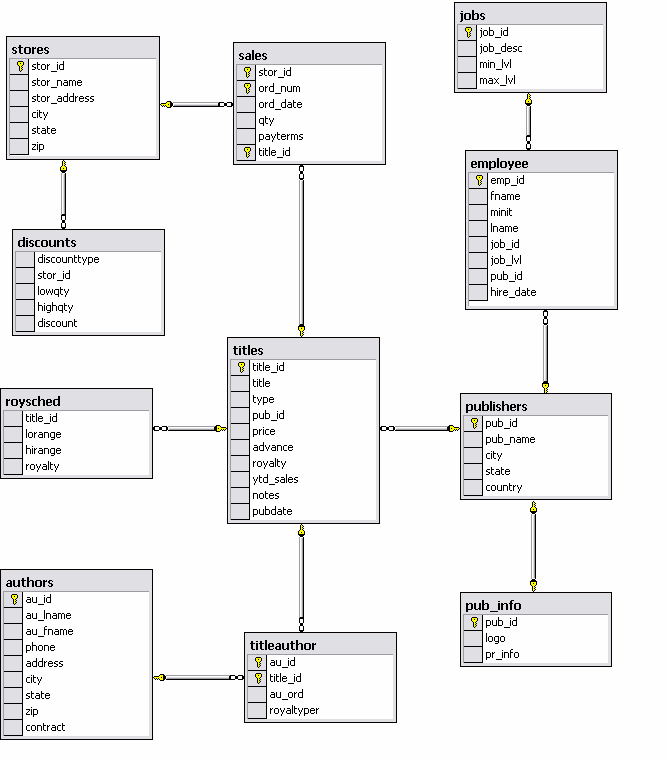 jobs
job_id
job_desc
min_lvl
max_lvl
stores
stor_id
stor_name
stor_address
city
state
zip
sales
stor_id
ord_num
ord_date
qty
payterms
title_id
employee
emp_id
fname
minit
lname
job_id
job_lvl
pub_id
hire_date
discounts
discounttype
stor_id
lowqty
highqty
discount
titles
title_id
title
type
pub_id
price
advance
royalty
ytd_sales
notes
pubdate
roysched
title_id
lorange
hirange
royalty
publishers
pub_id
pub_name
city
state
country
authors
au_id
au_lname
au_fname
phone
address
city
state
zip
contract
titleauthor
au_id
title_id
au_ord
royaltyper
pub_info
pub_id
logo
pr_info